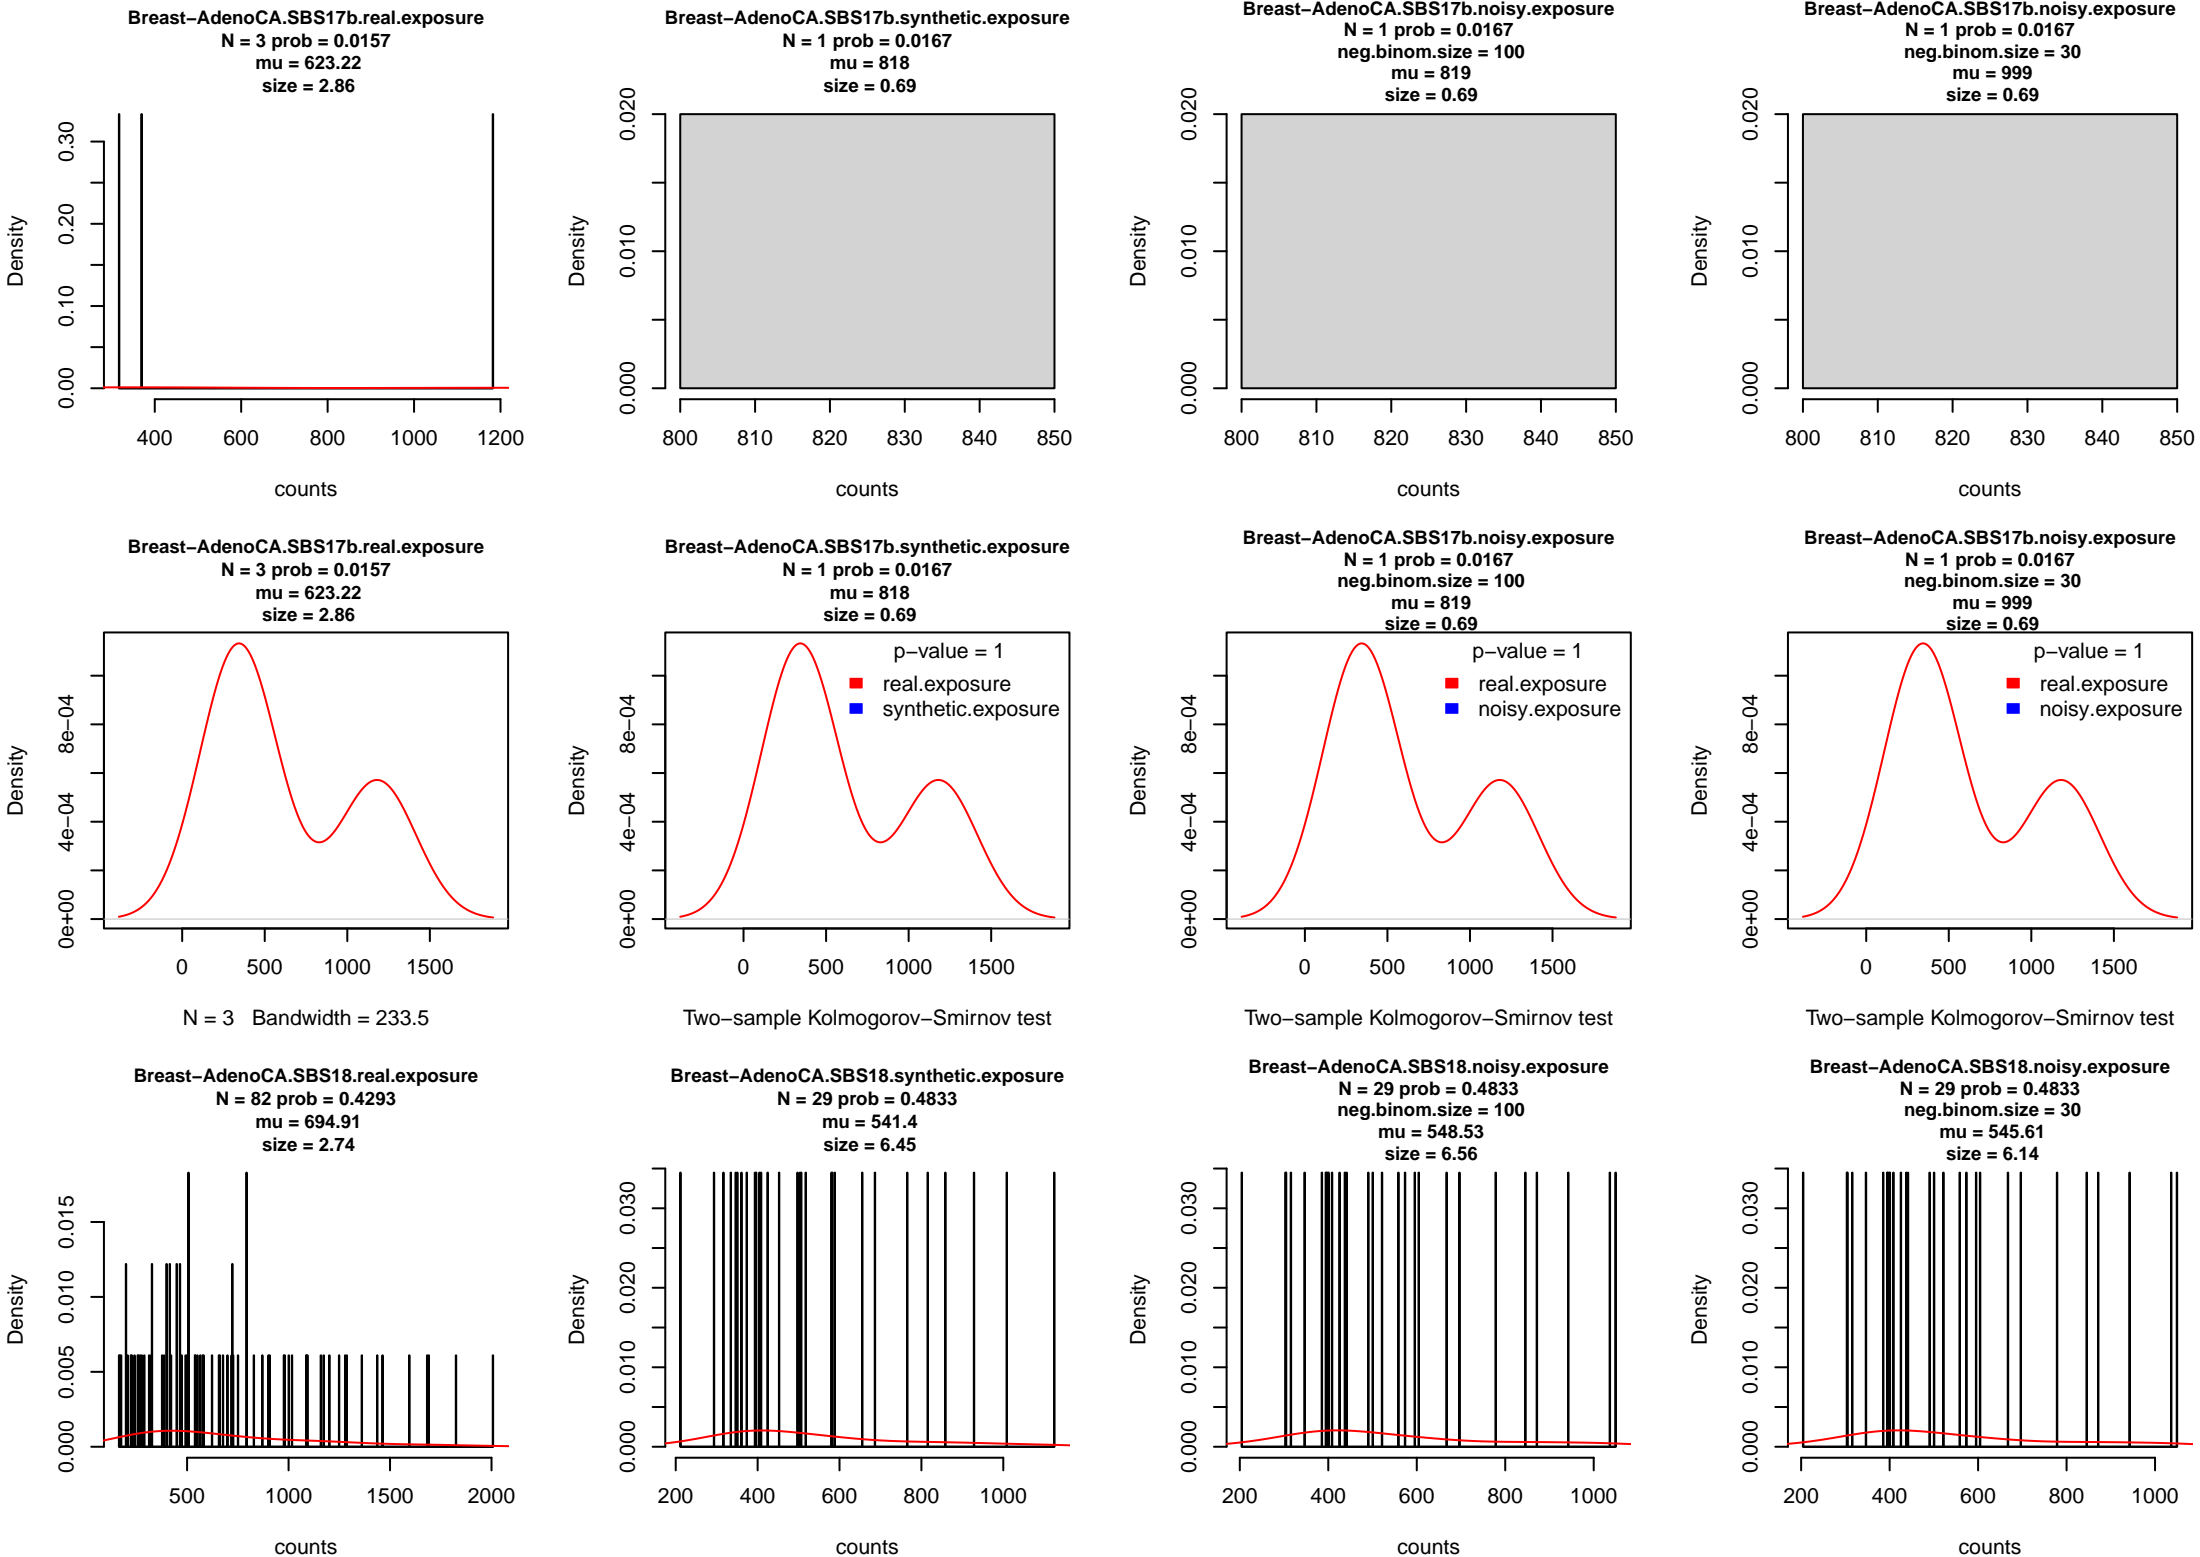 Breast−AdenoCA.SBS17b.real.exposure
N = 3 prob = 0.0157
mu = 623.22
size = 2.86
Density
0.00 0.10 0.20 0.30
400 600 800 1000 1200
counts
Breast−AdenoCA.SBS17b.synthetic.exposure
N = 1 prob = 0.0167
mu = 818
size = 0.69
Density
0.000 0.010 0.020
800 810 820 830 840 850
counts
Breast−AdenoCA.SBS17b.noisy.exposure
N = 1 prob = 0.0167
neg.binom.size = 100
mu = 819
size = 0.69
Density
0.000 0.010 0.020
800 810 820 830 840 850
counts
Breast−AdenoCA.SBS17b.noisy.exposure
N = 1 prob = 0.0167
neg.binom.size = 30
mu = 999
size = 0.69
Density
0.000 0.010 0.020
800 810 820 830 840 850
counts
Breast−AdenoCA.SBS17b.real.exposure
N = 3 prob = 0.0157
mu = 623.22
size = 2.86
Density
0e+00 4e−04 8e−04
0 500 1000 1500
N = 3 Bandwidth = 233.5
Breast−AdenoCA.SBS17b.synthetic.exposure
N = 1 prob = 0.0167
mu = 818
size = 0.69
p−value = 1
real.exposure
synthetic.exposure
Density
0e+00 4e−04 8e−04
0 500 1000 1500
Two−sample Kolmogorov−Smirnov test
Breast−AdenoCA.SBS17b.noisy.exposure
N = 1 prob = 0.0167
neg.binom.size = 100
mu = 819
size = 0.69
p−value = 1
real.exposure
noisy.exposure
Density
0e+00 4e−04 8e−04
0 500 1000 1500
Two−sample Kolmogorov−Smirnov test
Breast−AdenoCA.SBS17b.noisy.exposure
N = 1 prob = 0.0167
neg.binom.size = 30
mu = 999
size = 0.69
p−value = 1
real.exposure
noisy.exposure
Density
0e+00 4e−04 8e−04
0 500 1000 1500
Two−sample Kolmogorov−Smirnov test
Breast−AdenoCA.SBS18.real.exposure
N = 82 prob = 0.4293
mu = 694.91
size = 2.74
Density
0.000 0.005 0.010 0.015
500 1000 1500 2000
counts
Breast−AdenoCA.SBS18.synthetic.exposure
N = 29 prob = 0.4833
mu = 541.4
size = 6.45
Density
0.000 0.010 0.020 0.030
200 400 600 800 1000
counts
Breast−AdenoCA.SBS18.noisy.exposure
N = 29 prob = 0.4833
neg.binom.size = 100
mu = 548.53
size = 6.56
Density
0.000 0.010 0.020 0.030
200 400 600 800 1000
counts
Breast−AdenoCA.SBS18.noisy.exposure
N = 29 prob = 0.4833
neg.binom.size = 30
mu = 545.61
size = 6.14
Density
0.000 0.010 0.020 0.030
200 400 600 800 1000
counts